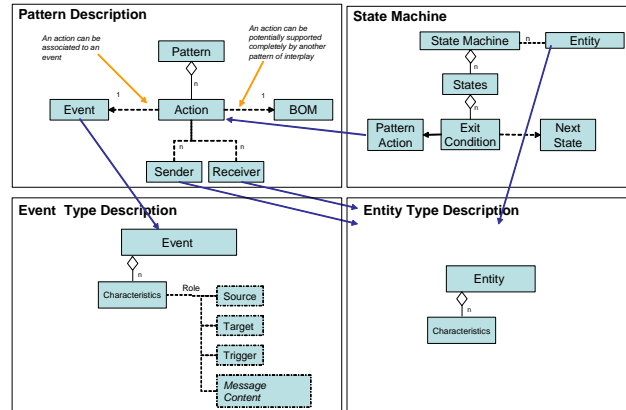 Pattern Description
An action can be
associated to an
event
An action can be
potentially supported
completely by another
pattern of interplay
Pattern
n
Event
1
Action
1
BOM
n
n
Sender
Receiver
State Machine
State Machine
n
Entity
n
States
n
Pattern
Action
Exit
Condition
Next
State
Event Type Description
Event
n
Characteristics
Role
Source
Target
Trigger
Message
Content
Entity Type Description
Entity
n
Characteristics